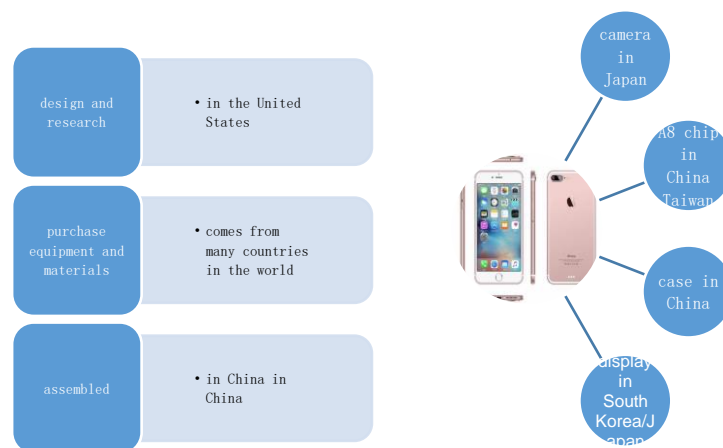 design and
research
• in the United
States
purchase
equipment and
materials
• comes from
many countries
in the world
assembled
• in China in
China
camera
in
Japan
A8 chip
in
China
Taiwan
case in
China
display
in
South
Korea/J
apan